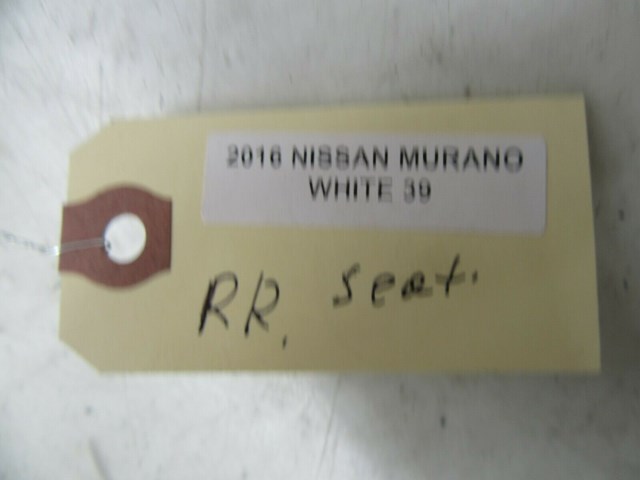 2016 NISSAN MURANO
WHITE 39
RR, seat.